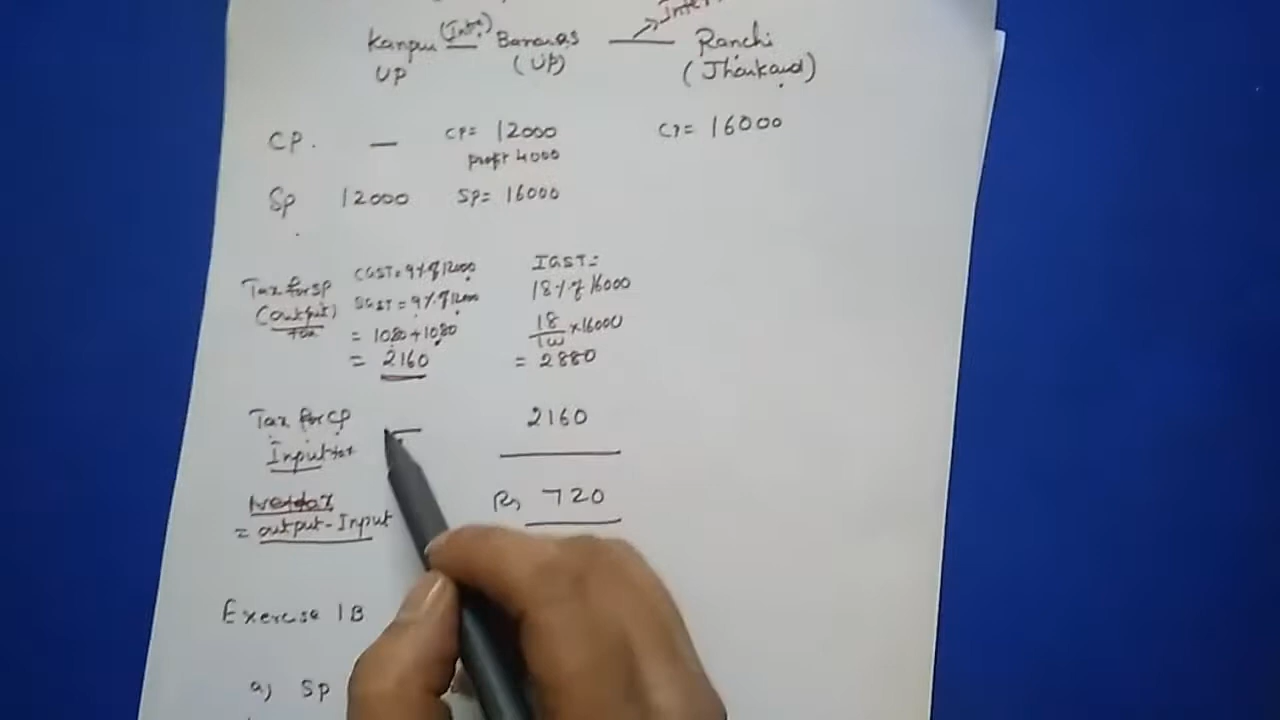 Kanpur (Intra) Banaras Inter Ranchi
UP (UP) (Jharkand)
CP. — CP= 12000 CP= 16000
profit 4000
SP 12000 SP= 16000
Tax for SP CGST = 9% of 12000 IGST =
(output) SGST = 9% of 12000 18% of 16000
tax = 1080 + 1080 18/100 × 16000
= 2160 = 2880
Tax for CP — 2160
Input tax
Net tax Rs 720
= output - Input
Exercise 1B
a) SP